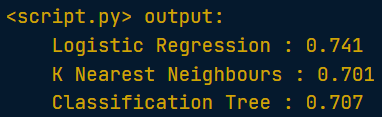 <script.py> output:
Logistic Regression : 0.741
K Nearest Neighbours : 0.701
Classification Tree : 0.707